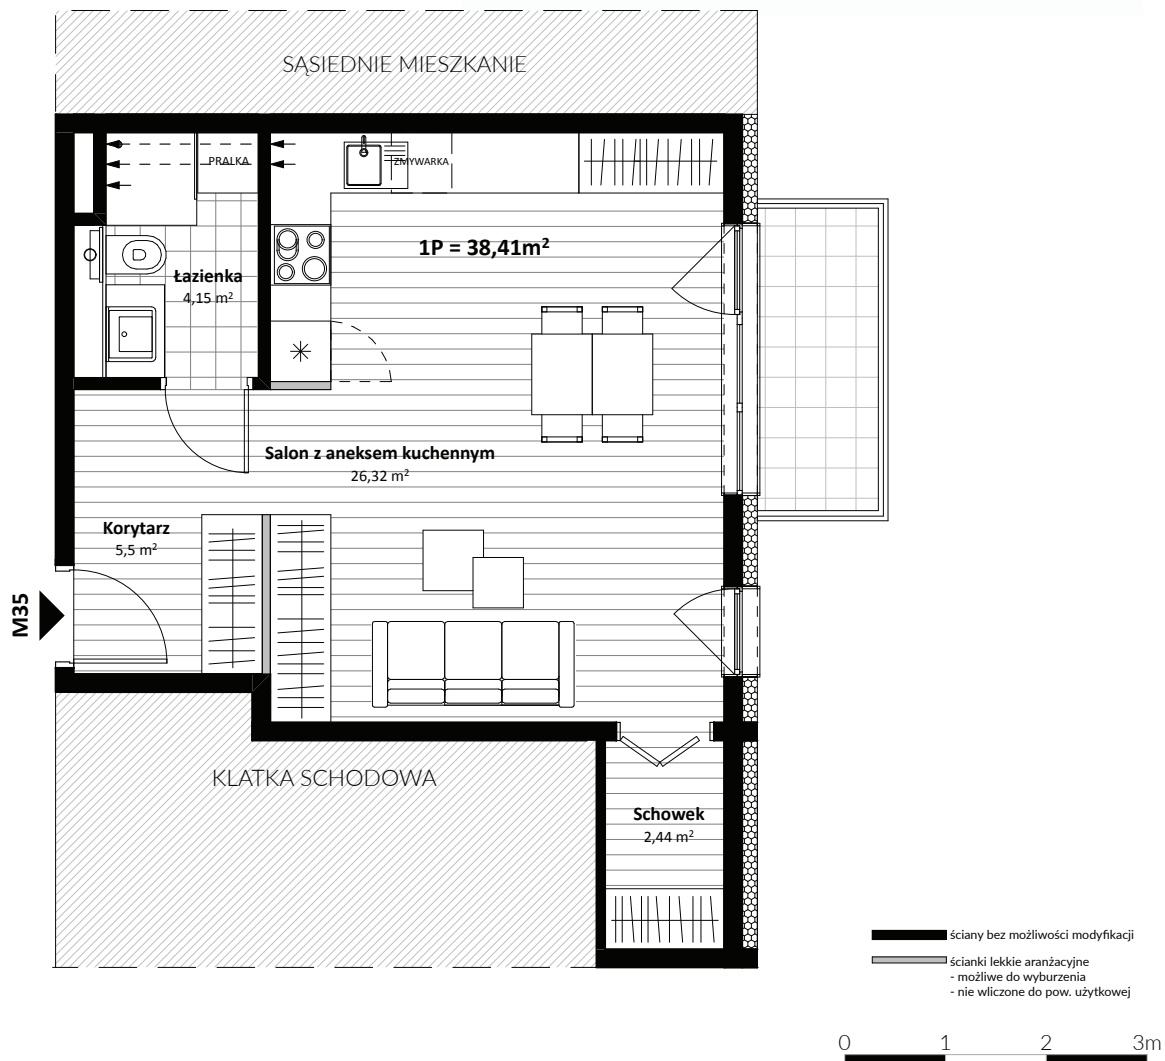 SĄSIEDNIE MIESZKANIE
PRALKA
ZMYWARKA
1P = 38,41m²
Łazienka
4,15 m²
Salon z aneksem kuchennym
26,32 m²
Korytarz
5,5 m²
M35
KLATKA SCHODOWA
Schowek
2,44 m²
ściany bez możliwości modyfikacji
ścianki lekkie aranżacyjne
- możliwe do wyburzenia
- nie wliczone do pow. użytkowej
0 1 2 3m